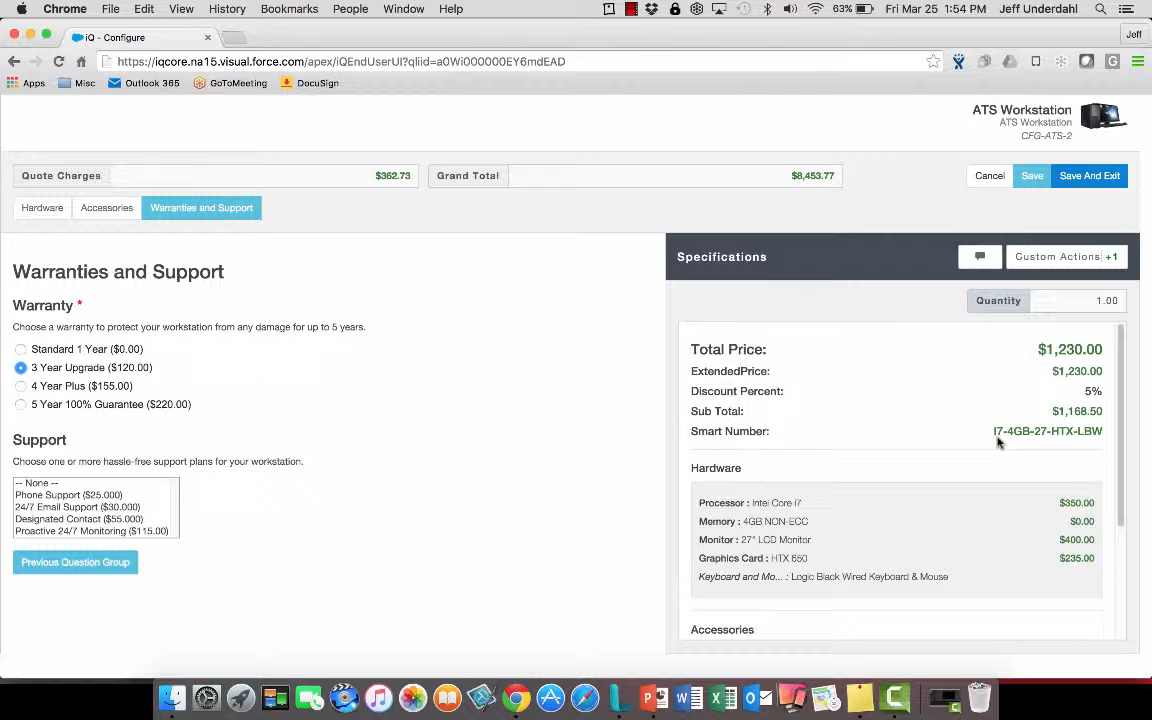 Chrome File Edit View History Bookmarks People Window Help 63% Fri Mar 25 1:54 PM Jeff Underdahl
iQ - Configure Jeff
https://iqcore.na15.visual.force.com/apex/iQEndUserUI?qliid=a0Wi000000EY6mdEAD
Apps Misc Outlook 365 GoToMeeting DocuSign
ATS Workstation
ATS Workstation
CFG-ATS-2
Quote Charges $362.73 Grand Total $8,453.77 Cancel Save Save And Exit
Hardware Accessories Warranties and Support
Specifications Custom Actions +1
Quantity 1.00
Warranties and Support
Warranty *
Choose a warranty to protect your workstation from any damage for up to 5 years.
Standard 1 Year ($0.00)
3 Year Upgrade ($120.00)
4 Year Plus ($155.00)
5 Year 100% Guarantee ($220.00)
Support
Choose one or more hassle-free support plans for your workstation.
-- None --
Phone Support ($25.000)
24/7 Email Support ($30.000)
Designated Contact ($55.000)
Proactive 24/7 Monitoring ($115.00)
Previous Question Group
Total Price: $1,230.00
ExtendedPrice: $1,230.00
Discount Percent: 5%
Sub Total: $1,168.50
Smart Number: I7-4GB-27-HTX-LBW
Hardware
Processor : Intel Core i7 $350.00
Memory : 4GB NON-ECC $0.00
Monitor : 27" LCD Monitor $400.00
Graphics Card : HTX 650 $235.00
Keyboard and Mo... : Logic Black Wired Keyboard & Mouse
Accessories